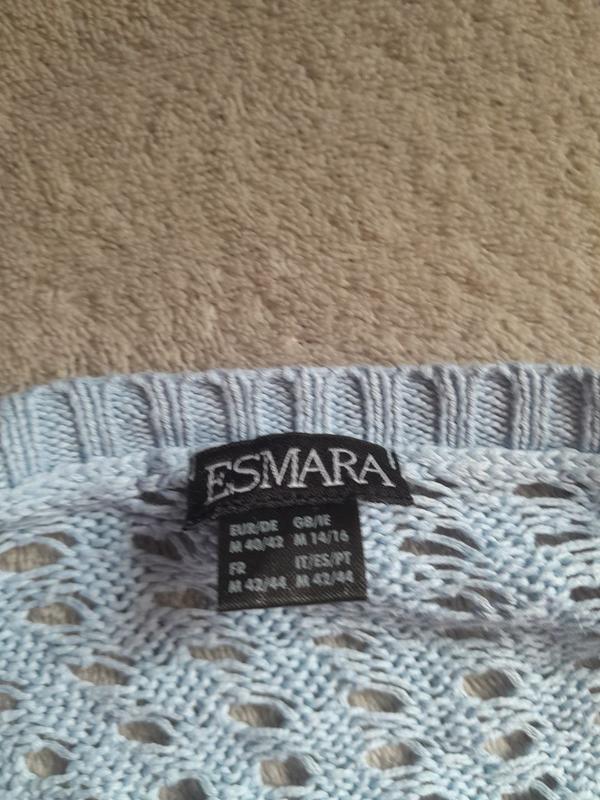 ESMARA
EUR/DE GB/IE
M 40/42 M 14/16
FR IT/ES/PT
M 42/44 M 42/44